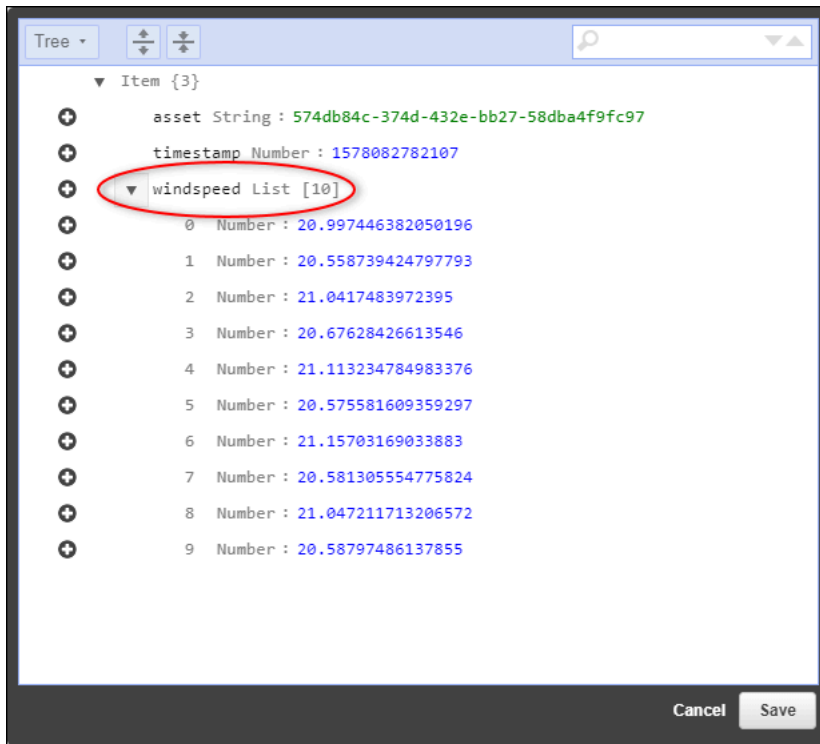 Tree
Item {3}
asset String : 574db84c-374d-432e-bb27-58dba4f9fc97
timestamp Number : 1578082782107
windspeed List [10]
0 Number : 20.997446382050196
1 Number : 20.558739424797793
2 Number : 21.0417483972395
3 Number : 20.67628426613546
4 Number : 21.113234784983376
5 Number : 20.575581609359297
6 Number : 21.15703169033883
7 Number : 20.581305554775824
8 Number : 21.047211713206572
9 Number : 20.58797486137855
Cancel Save